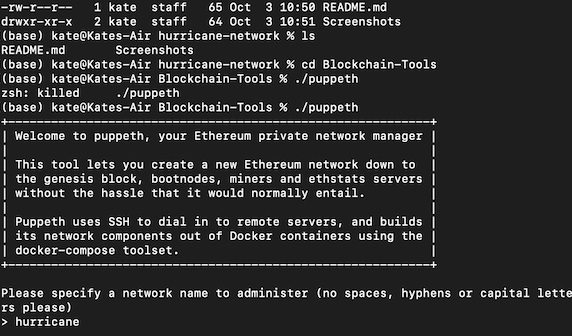 -rw-r--r--   1 kate  staff   65 Oct  3 10:50 README.md
drwxr-xr-x   2 kate  staff   64 Oct  3 10:51 Screenshots
(base) kate@Kates-Air hurricane-network % ls
README.md       Screenshots
(base) kate@Kates-Air hurricane-network % cd Blockchain-Tools
(base) kate@Kates-Air Blockchain-Tools % ./puppeth
zsh: killed     ./puppeth
(base) kate@Kates-Air Blockchain-Tools % ./puppeth
+-----------------------------------------------------------+
| Welcome to puppeth, your Ethereum private network manager |
|                                                           |
| This tool lets you create a new Ethereum network down to  |
| the genesis block, bootnodes, miners and ethstats servers |
| without the hassle that it would normally entail.         |
|                                                           |
| Puppeth uses SSH to dial in to remote servers, and builds |
| its network components out of Docker containers using the |
| docker-compose toolset.                                   |
+-----------------------------------------------------------+
Please specify a network name to administer (no spaces, hyphens or capital lette
rs please)
> hurricane